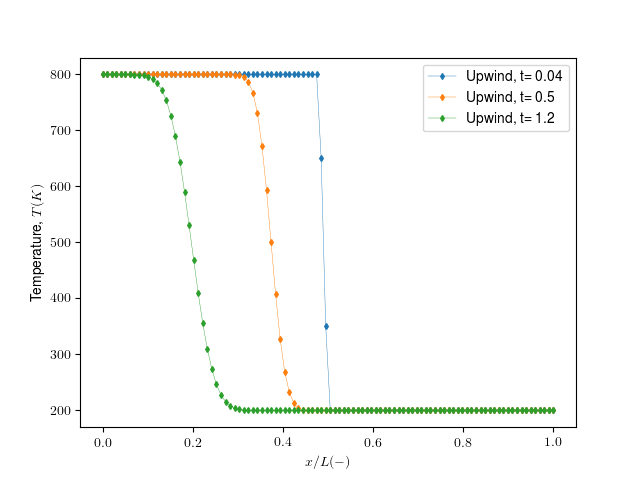 800
700
600
500
400
300
200
Temperature, T(K)
0.0 0.2 0.4 0.6 0.8 1.0
x/L(−)
Upwind, t= 0.04
Upwind, t= 0.5
Upwind, t= 1.2